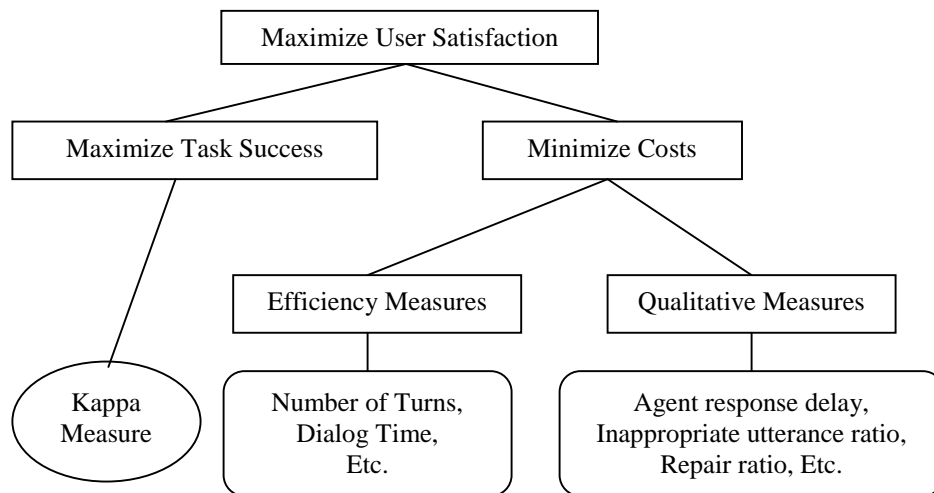 Maximize User Satisfaction
Maximize Task Success
Minimize Costs
Efficiency Measures
Qualitative Measures
Kappa
Measure
Number of Turns,
Dialog Time,
Etc.
Agent response delay,
Inappropriate utterance ratio,
Repair ratio, Etc.